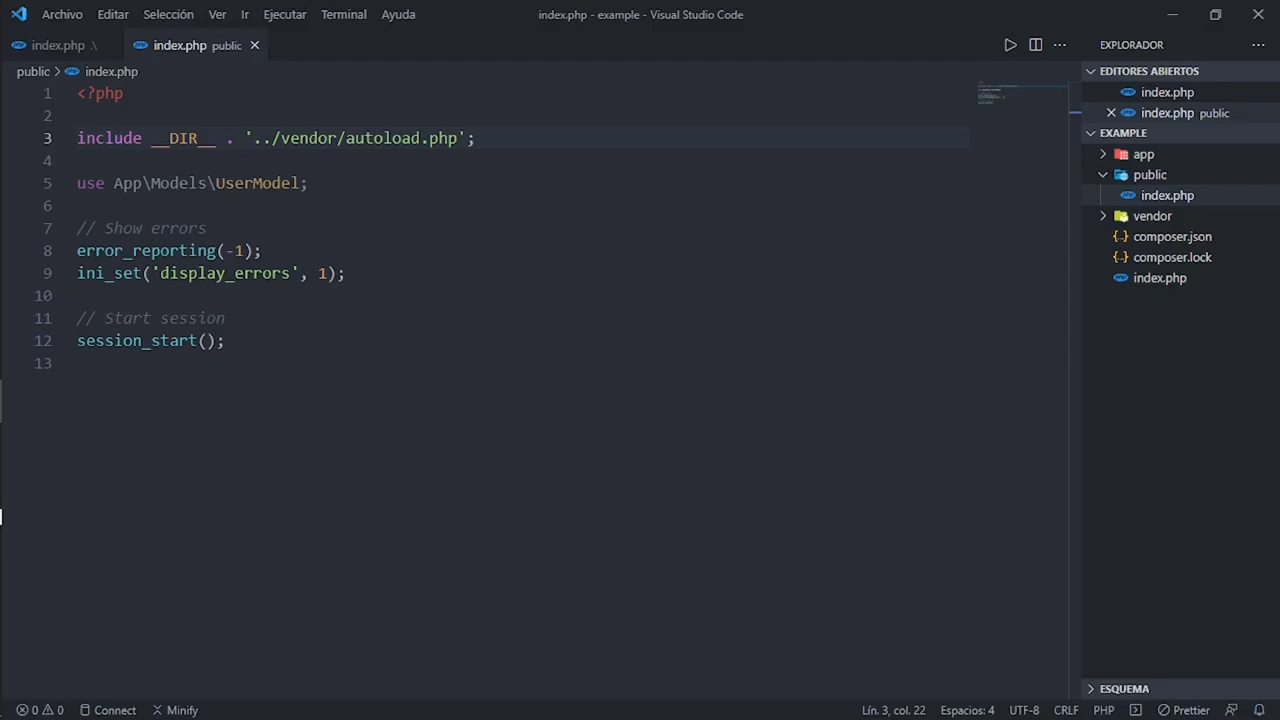 Archivo Editar Selección Ver Ir Ejecutar Terminal Ayuda
index.php - example - Visual Studio Code
index.php .\
index.php public
public index.php
1 <?php
2
3 include __DIR__ . '../vendor/autoload.php';
4
5 use App\Models\UserModel;
6
7 // Show errors
8 error_reporting(-1);
9 ini_set('display_errors', 1);
10
11 // Start session
12 session_start();
13
EXPLORADOR
EDITORES ABIERTOS
index.php
index.php public
EXAMPLE
app
public
index.php
vendor
composer.json
composer.lock
index.php
ESQUEMA
0 0 Connect Minify
Lín. 3, col. 22 Espacios: 4 UTF-8 CRLF PHP Prettier